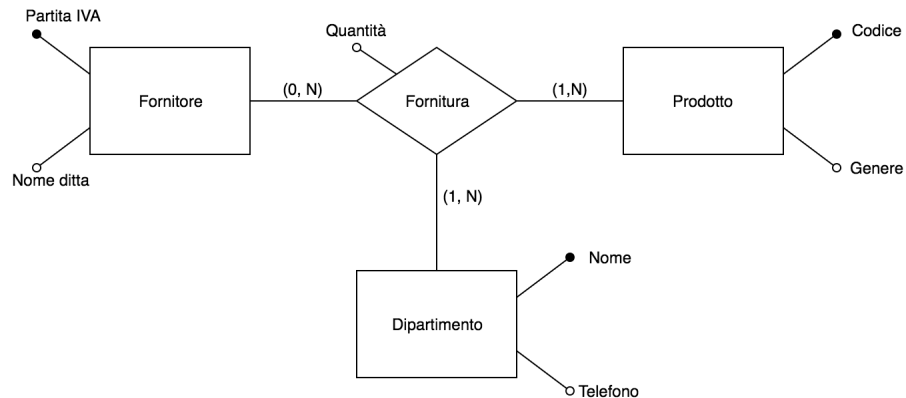 Partita IVA
Quantità
Codice
Fornitore
(0, N)
Fornitura
(1,N)
Prodotto
Nome ditta
Genere
(1, N)
Nome
Dipartimento
Telefono